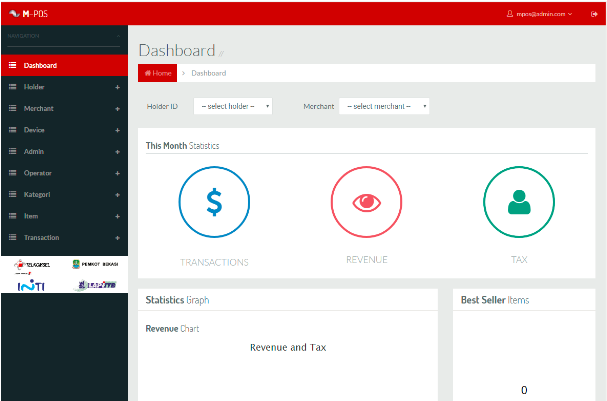 M-POS
mpos@admin.com
NAVIGATION
Dashboard
Holder
Merchant
Device
Admin
Operator
Kategori
Item
Transaction
TELKOMSEL
PEMKOT BEKASI
INTI
Dashboard //
Home > Dashboard
Holder ID
-- select holder --
Merchant
-- select merchant --
This Month Statistics
$
TRANSACTIONS
REVENUE
TAX
Statistics Graph
Revenue Chart
Revenue and Tax
Best Seller Items
0